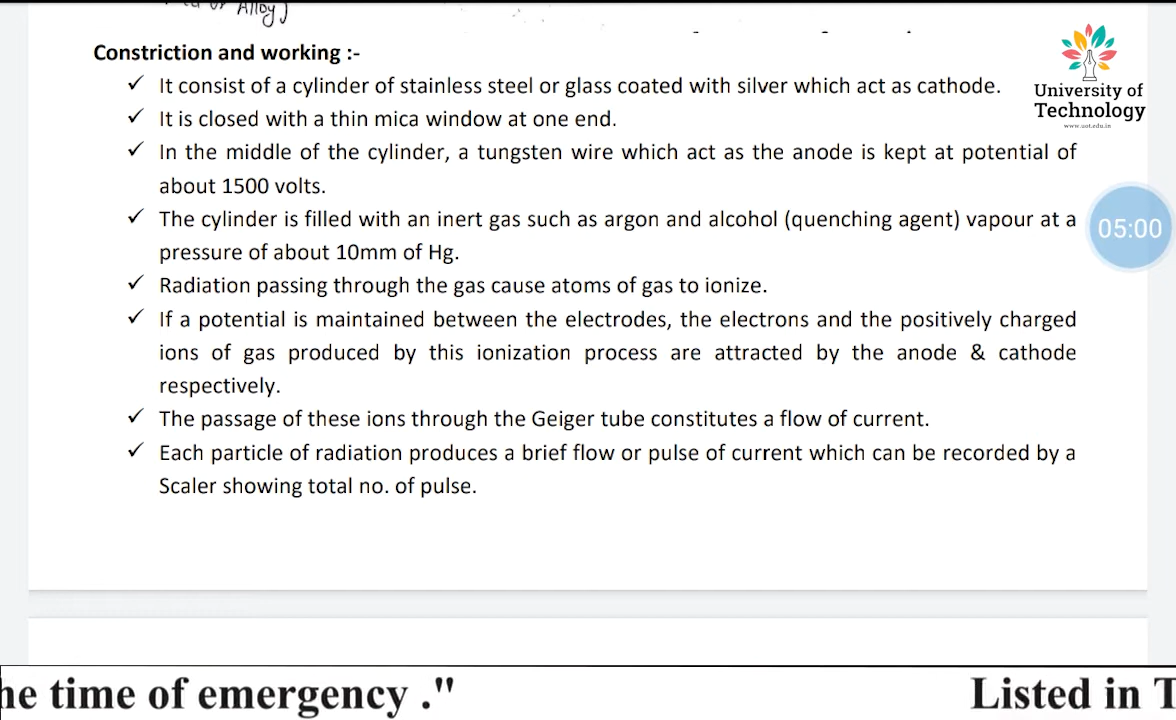 Alloy)
Constriction and working :-
✓ It consist of a cylinder of stainless steel or glass coated with silver which act as cathode.
✓ It is closed with a thin mica window at one end.
✓ In the middle of the cylinder, a tungsten wire which act as the anode is kept at potential of
about 1500 volts.
✓ The cylinder is filled with an inert gas such as argon and alcohol (quenching agent) vapour at a
pressure of about 10mm of Hg.
✓ Radiation passing through the gas cause atoms of gas to ionize.
✓ If a potential is maintained between the electrodes, the electrons and the positively charged
ions of gas produced by this ionization process are attracted by the anode & cathode
respectively.
✓ The passage of these ions through the Geiger tube constitutes a flow of current.
✓ Each particle of radiation produces a brief flow or pulse of current which can be recorded by a
Scaler showing total no. of pulse.
University of
Technology
www.uot.edu.in
05:00
he time of emergency ."
Listed in T